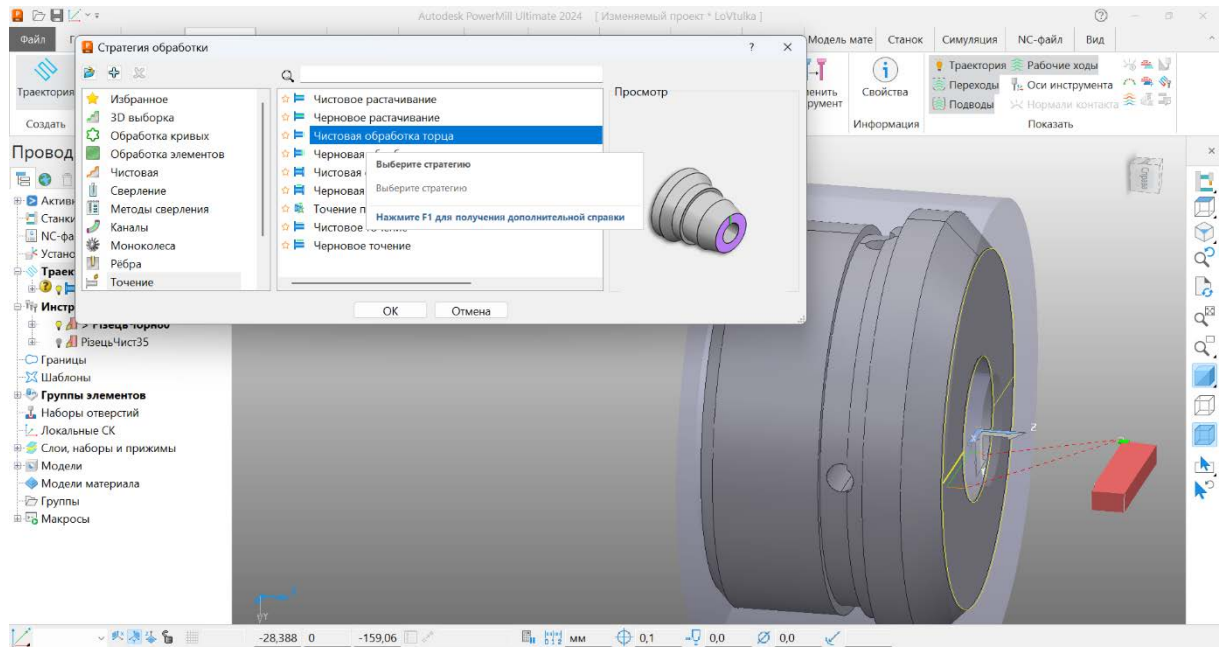 Autodesk PowerMill Ultimate 2024 [ Изменяемый проект * LoVtulka ]
Файл
Модель мате Станок Симуляция NC-файл Вид
Стратегия обработки ? ×
Траектория
Создать
Свойства
Информация
Траектория Рабочие ходы
Переходы Оси инструмента
Подводы Нормали контакта
Показать
Избранное
3D выборка
Обработка кривых
Обработка элементов
Чистовая
Сверление
Методы сверления
Каналы
Моноколеса
Рёбра
Точение
Чистовое растачивание
Черновое растачивание
Чистовая обработка торца
Черновая
Чистовая
Черновая
Точение п
Чистовое точение
Черновое точение
Выберите стратегию
Выберите стратегию
Нажмите F1 для получения дополнительной справки
Просмотр
OK Отмена
Провод
Актив
Станки
NC-фа
Устано
Траек
Инстр
РізецьЧист35
Границы
Шаблоны
Группы элементов
Наборы отверстий
Локальные СК
Слои, наборы и прижимы
Модели
Модели материала
Группы
Макросы
Справа
X
Z
Y
-28,388 0 -159,06 мм 0,1 0,0 0,0